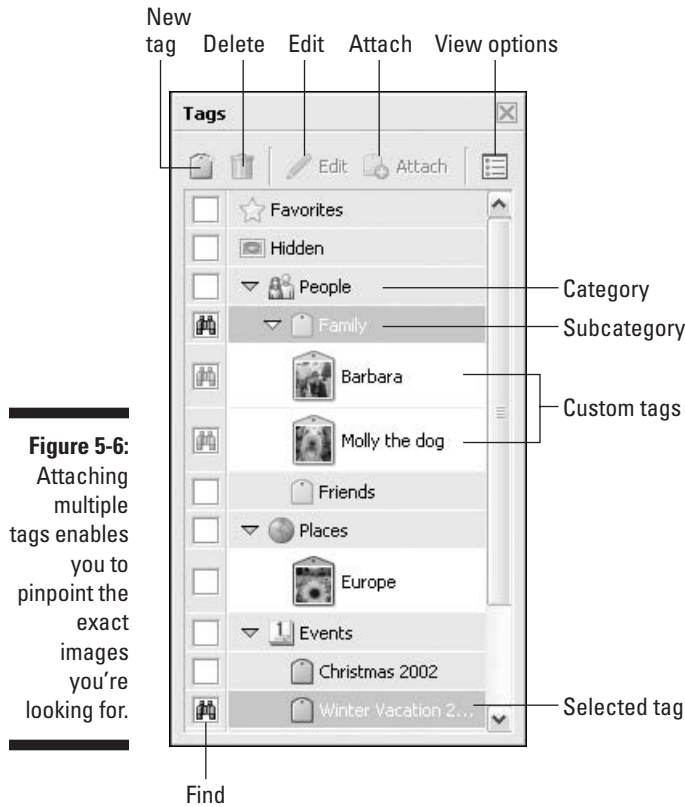 New
tag Delete Edit Attach View options
Tags
Edit Attach
Favorites
Hidden
People
Category
Family
Subcategory
Barbara
Custom tags
Molly the dog
Friends
Places
Europe
1
Events
Christmas 2002
Winter Vacation 2...
Selected tag
Find
Figure 5-6:
Attaching
multiple
tags enables
you to
pinpoint the
exact
images
you're
looking for.